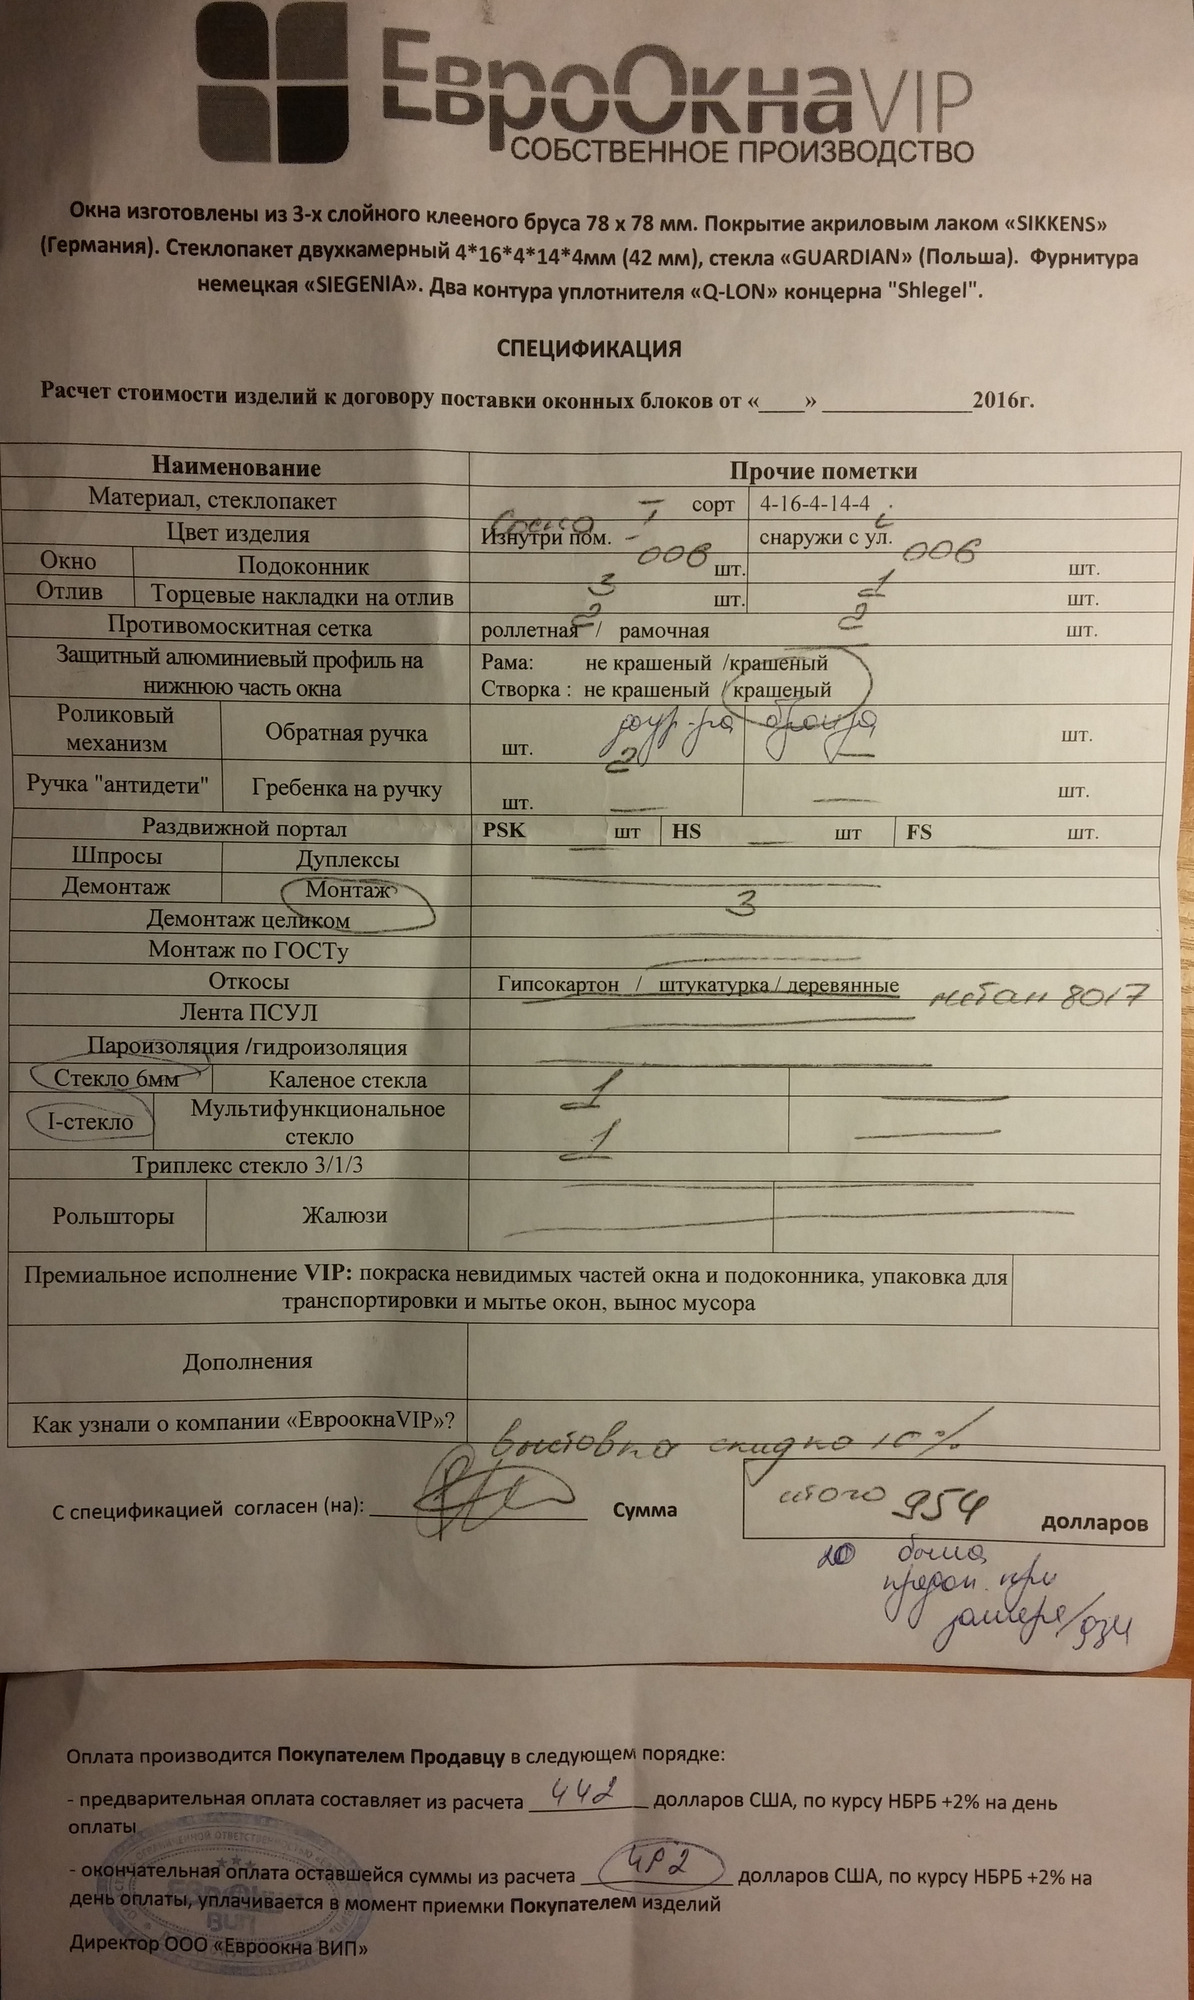 ЕвроОкнаVIP
СОБСТВЕННОЕ ПРОИЗВОДСТВО
Окна изготовлены из 3-х слойного клееного бруса 78 х 78 мм. Покрытие акриловым лаком «SIKKENS»
(Германия). Стеклопакет двухкамерный 4*16*4*14*4мм (42 мм), стекла «GUARDIAN» (Польша). Фурнитура
немецкая «SIEGENIA». Два контура уплотнителя «Q-LON» концерна "Shlegel".
СПЕЦИФИКАЦИЯ
Расчет стоимости изделий к договору поставки оконных блоков от «____» _____________2016г.
Наименование Прочие пометки
Материал, стеклопакет Сосна I сорт 4-16-4-14-4 i
Цвет изделия Изнутри пом. - 006 снаружи с ул. 006
Окно Подоконник 3 шт. 1 шт.
Отлив Торцевые накладки на отлив 2 шт. 2 шт.
Противомоскитная сетка роллетная / рамочная шт.
Защитный алюминиевый профиль на Рама: не крашеный /крашеный
нижнюю часть окна Створка : не крашеный / крашеный
Роликовый механизм Обратная ручка шт. 2 бронза — шт.
Ручка "антидети" Гребенка на ручку шт. — — шт.
Раздвижной портал PSK шт HS шт FS шт.
Шпросы Дуплексы
Демонтаж Монтаж 3
Демонтаж целиком
Монтаж по ГОСТу
Откосы Гипсокартон / штукатурка / деревянные метал 8017
Лента ПСУЛ
Пароизоляция /гидроизоляция
Стекло 6мм Каленое стекла 1 —
I-стекло Мультифункциональное стекло 1 —
Триплекс стекло 3/1/3
Рольшторы Жалюзи
Премиальное исполнение VIP: покраска невидимых частей окна и подоконника, упаковка для
транспортировки и мытье окон, вынос мусора
Дополнения
Как узнали о компании «ЕвроокнаVIP»? выставка скидка 10%
С спецификацией согласен (на): Сумма итого 954 долларов
20 была
предоп. при
замере/934
Оплата производится Покупателем Продавцу в следующем порядке:
- предварительная оплата составляет из расчета 442 долларов США, по курсу НБРБ +2% на день
оплаты
- окончательная оплата оставшейся суммы из расчета 492 долларов США, по курсу НБРБ +2% на
день оплаты, уплачивается в момент приемки Покупателем изделий
Директор ООО «Евроокна ВИП»